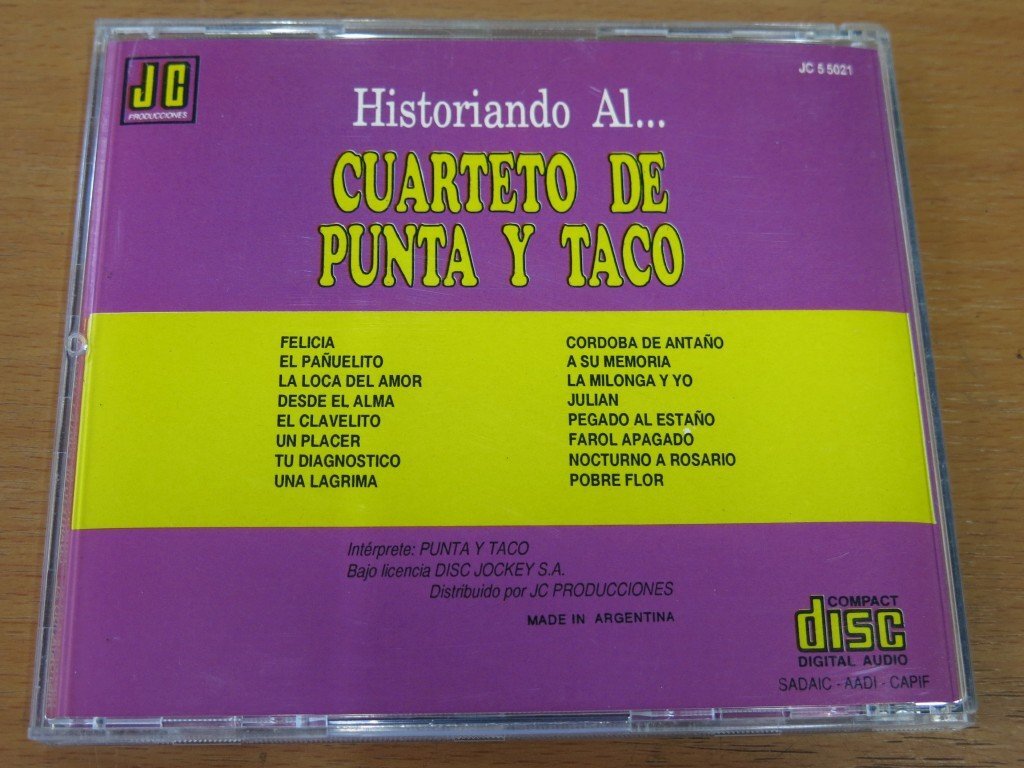 JC
PRODUCCIONES
JC 5 5021
Historiando Al...
CUARTETO DE
PUNTA Y TACO
FELICIA
EL PAÑUELITO
LA LOCA DEL AMOR
DESDE EL ALMA
EL CLAVELITO
UN PLACER
TU DIAGNOSTICO
UNA LAGRIMA
CORDOBA DE ANTAÑO
A SU MEMORIA
LA MILONGA Y YO
JULIAN
PEGADO AL ESTAÑO
FAROL APAGADO
NOCTURNO A ROSARIO
POBRE FLOR
Intérprete: PUNTA Y TACO
Bajo licencia DISC JOCKEY S.A.
Distribuido por JC PRODUCCIONES
MADE IN ARGENTINA
COMPACT
disc
DIGITAL AUDIO
SADAIC - AADI - CAPIF